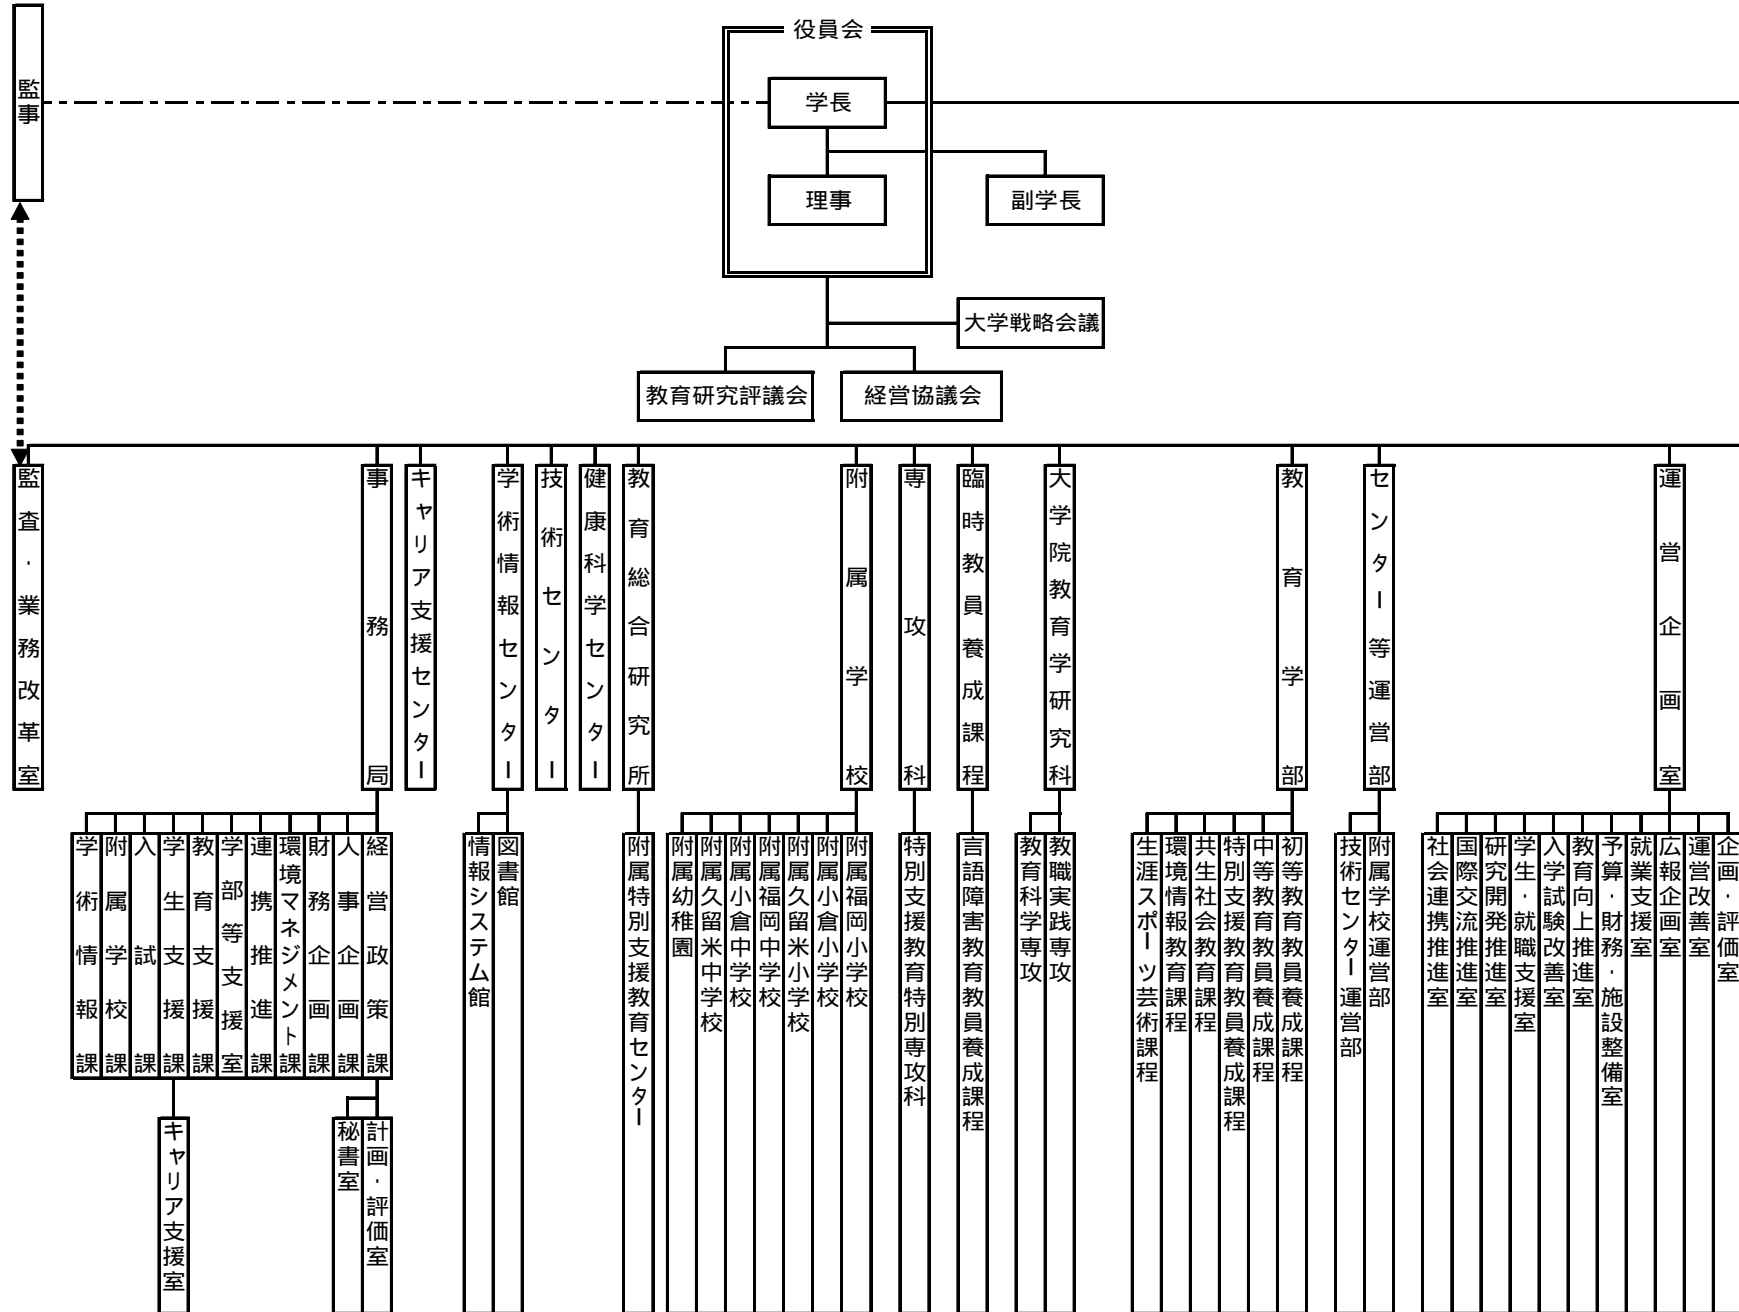 役員会
監事
学長
理事
副学長
大学戦略会議
教育研究評議会
経営協議会
監査・業務改革室
事務局
キャリア支援センター
学術情報センター
技術センター
健康科学センター
教育総合研究所
附属学校
専攻科
臨時教員養成課程
大学院教育学研究科
教育学部
センター等運営部
運営企画室
学術情報課
附属学校課
入試課
学生支援課
教育支援課
学部等支援室
連携推進課
環境マネジメント課
財務企画課
人事企画課
経営政策課
情報システム館
図書館
附属特別支援教育センター
附属幼稚園
附属久留米中学校
附属小倉中学校
附属福岡中学校
附属久留米小学校
附属小倉小学校
附属福岡小学校
特別支援教育特別専攻科
言語障害教育教員養成課程
教育科学専攻
教職実践専攻
生涯スポーツ芸術課程
環境情報教育課程
共生社会教育課程
特別支援教育教員養成課程
中等教育教員養成課程
初等教育教員養成課程
技術センター運営部
附属学校運営部
社会連携推進室
国際交流推進室
研究開発推進室
学生・就職支援室
入学試験改善室
教育向上推進室
予算・財務・施設整備室
就業支援室
広報企画室
運営改善室
企画・評価室
キャリア支援室
秘書室
計画・評価室